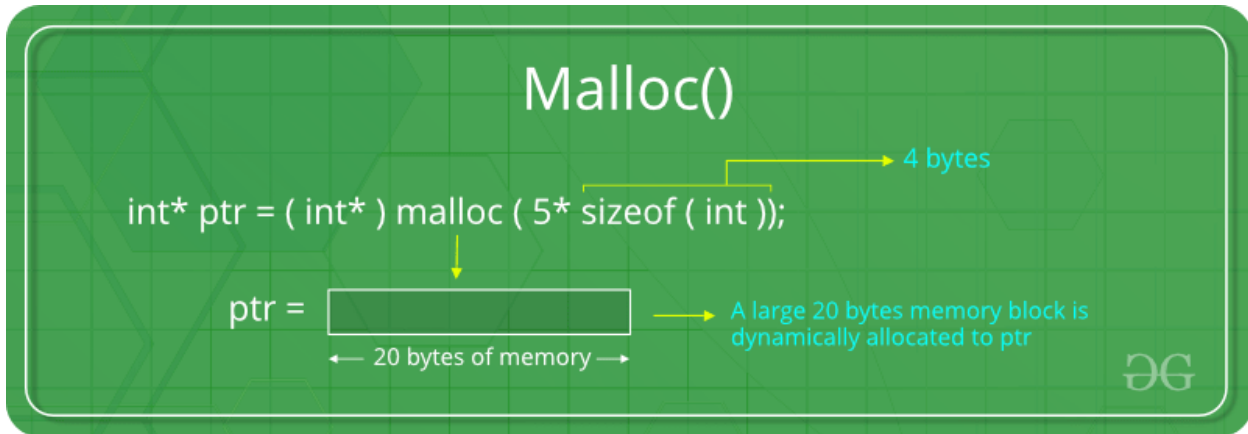 Malloc()
4 bytes
int* ptr = ( int* ) malloc ( 5* sizeof ( int ));
ptr =
A large 20 bytes memory block is
dynamically allocated to ptr
20 bytes of memory